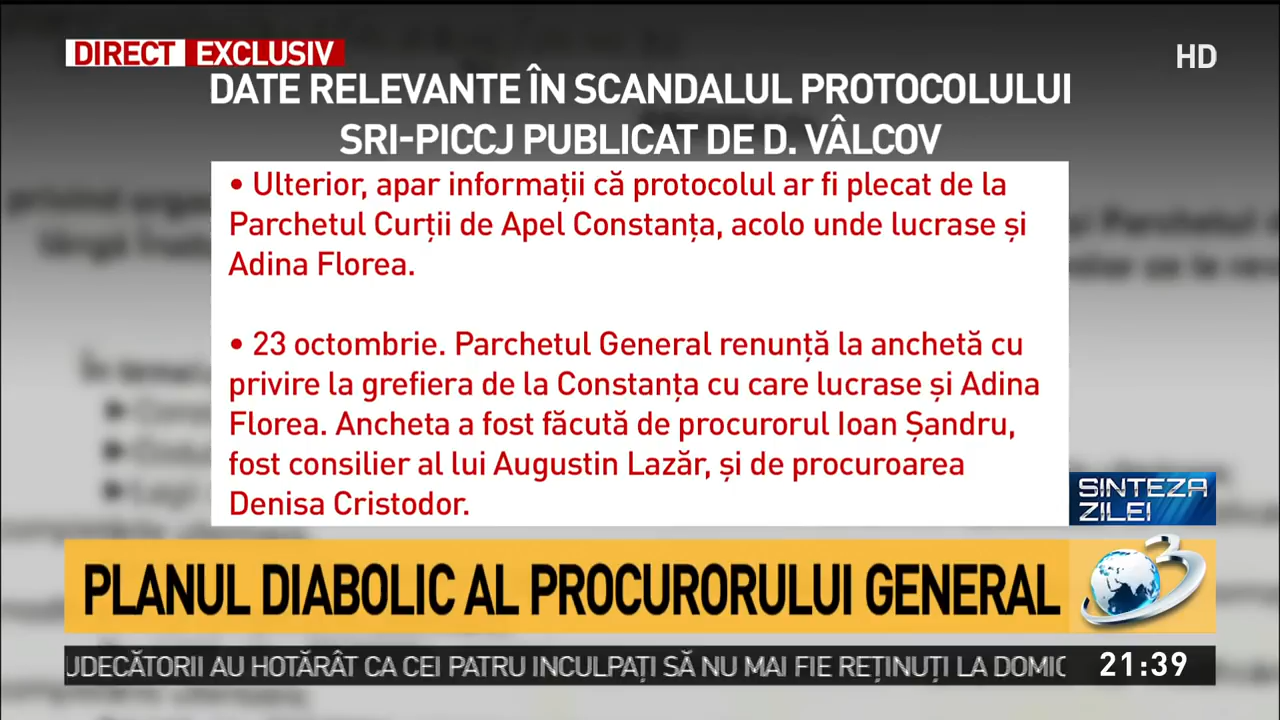 DIRECT EXCLUSIV
HD
DATE RELEVANTE ÎN SCANDALUL PROTOCOLULUI
SRI-PICCJ PUBLICAT DE D. VÂLCOV
• Ulterior, apar informații că protocolul ar fi plecat de la
Parchetul Curții de Apel Constanța, acolo unde lucrase și
Adina Florea.
• 23 octombrie. Parchetul General renunță la anchetă cu
privire la grefiera de la Constanța cu care lucrase și Adina
Florea. Ancheta a fost făcută de procurorul Ioan Șandru,
fost consilier al lui Augustin Lazăr, și de procuroarea
Denisa Cristodor.
SINTEZA
ZILEI
PLANUL DIABOLIC AL PROCURORULUI GENERAL
3
UDECĂTORII AU HOTĂRÂT CA CEI PATRU INCULPAȚI SĂ NU MAI FIE REȚINUȚI LA DOMIC
21:39